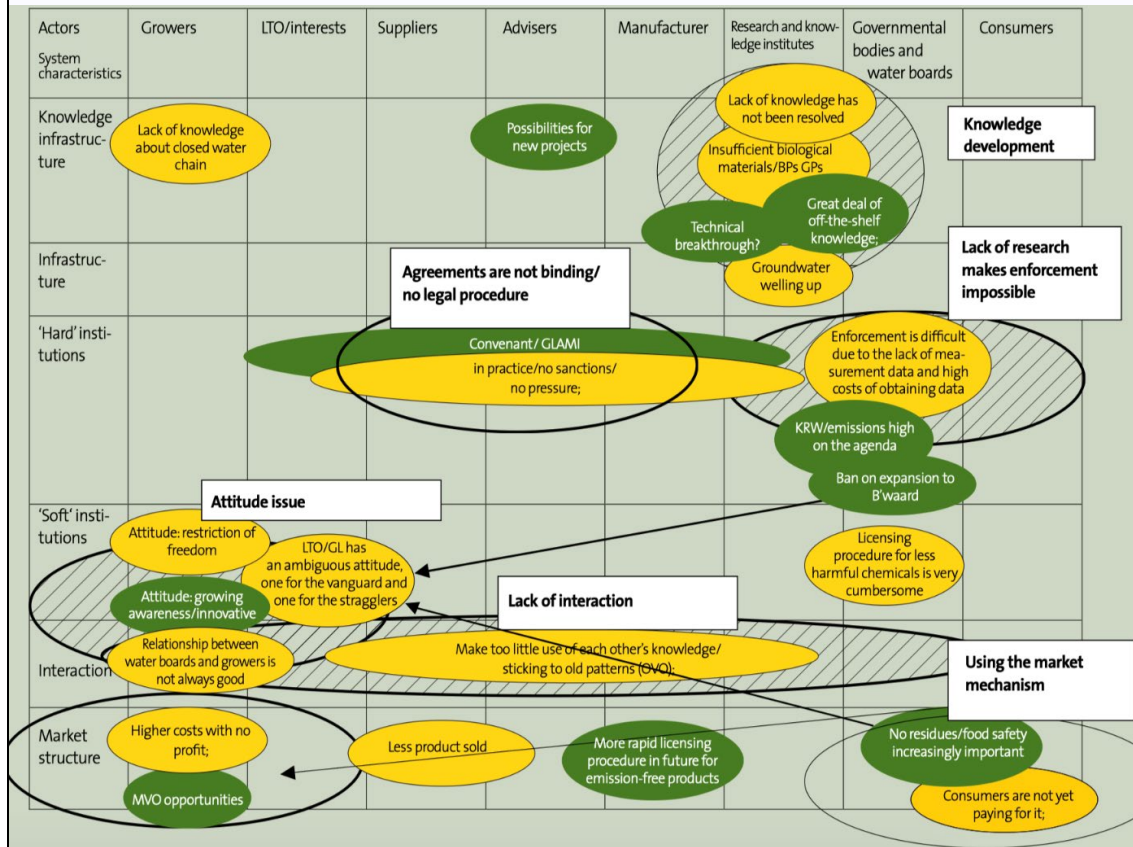 Actors
System
characteristics
Growers
LTO/interests
Suppliers
Advisers
Manufacturer
Research and know-
ledge institutes
Governmental
bodies and
water boards
Consumers
Knowledge
infrastruc-
ture
Lack of knowledge
about closed water
chain
Possibilities for
new projects
Lack of knowledge has
not been resolved
Insufficient biological
materials/BPs GPs
Great deal of
off-the-shelf
knowledge;
Technical
breakthrough?
Knowledge
development
Infrastruc-
ture
Agreements are not binding/
no legal procedure
Groundwater
welling up
Lack of research
makes enforcement
impossible
'Hard' insti-
tutions
Convenant/ GLAMI
in practice/no sanctions/
no pressure;
Enforcement is difficult
due to the lack of mea-
surement data and high
costs of obtaining data
KRW/emissions high
on the agenda
Ban on expansion to
B'waard
Attitude issue
'Soft' insti-
tutions
Attitude: restriction of
freedom
LTO/GL has
an ambiguous attitude,
one for the vanguard and
one for the stragglers
Attitude: growing
awareness/innovative
Licensing
procedure for less
harmful chemicals is very
cumbersome
Lack of interaction
Interaction
Relationship between
water boards and growers is
not always good
Make too little use of each other's knowledge/
sticking to old patterns (OVO);
Using the market
mechanism
Market
structure
Higher costs with no
profit;
MVO opportunities
Less product sold
More rapid licensing
procedure in future for
emission-free products
No residues/food safety
increasingly important
Consumers are not yet
paying for it;